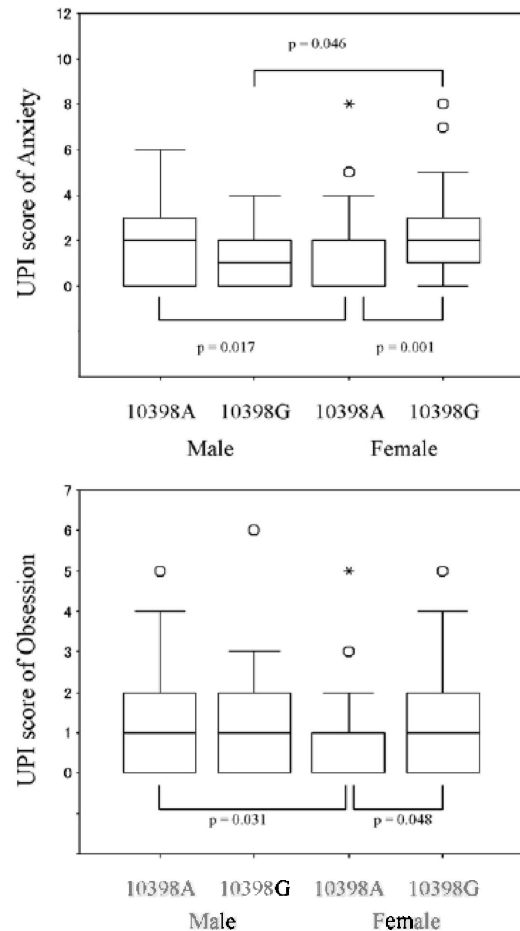 UPI score of Anxiety
12
10
8
6
4
2
0
p = 0.046
*
p = 0.017
p = 0.001
10398A 10398G 10398A 10398G
Male Female
UPI score of Obsession
7
6
5
4
3
2
1
0
*
p = 0.031
p = 0.048
10398A 10398G 10398A 10398G
Male Female